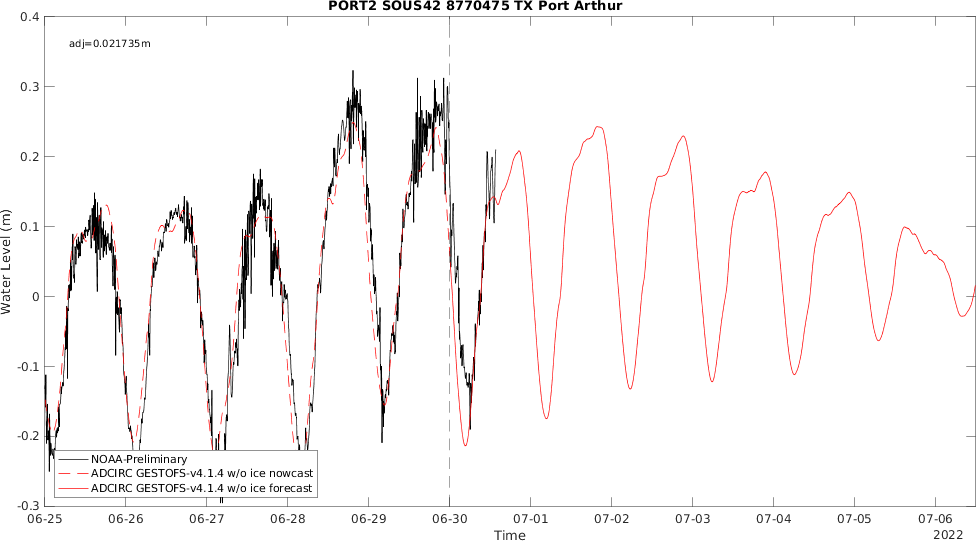 PORT2 SOUS42 8770475 TX Port Arthur
0.4
adj=0.021735m
0.3
0.2
0.1
0
-0.1
-0.2
-0.3
Water Level (m)
NOAA-Preliminary
ADCIRC GESTOFS-v4.1.4 w/o ice nowcast
ADCIRC GESTOFS-v4.1.4 w/o ice forecast
06-25 06-26 06-27 06-28 06-29 06-30 07-01 07-02 07-03 07-04 07-05 07-06
Time
2022